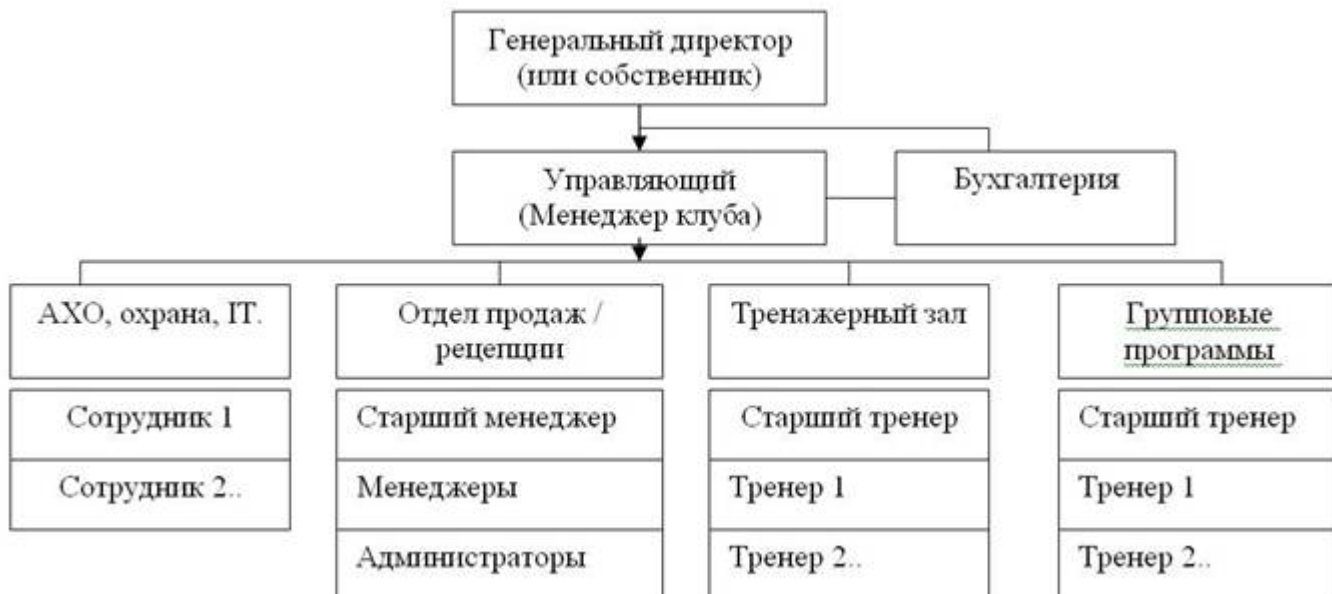 Генеральный директор
(или собственник)
Управляющий
(Менеджер клуба)
Бухгалтерия
АХО, охрана, IT.
Отдел продаж /
рецепции
Тренажерный зал
Групповые
программы
Сотрудник 1
Сотрудник 2..
Старший менеджер
Менеджеры
Администраторы
Старший тренер
Тренер 1
Тренер 2..
Старший тренер
Тренер 1
Тренер 2..